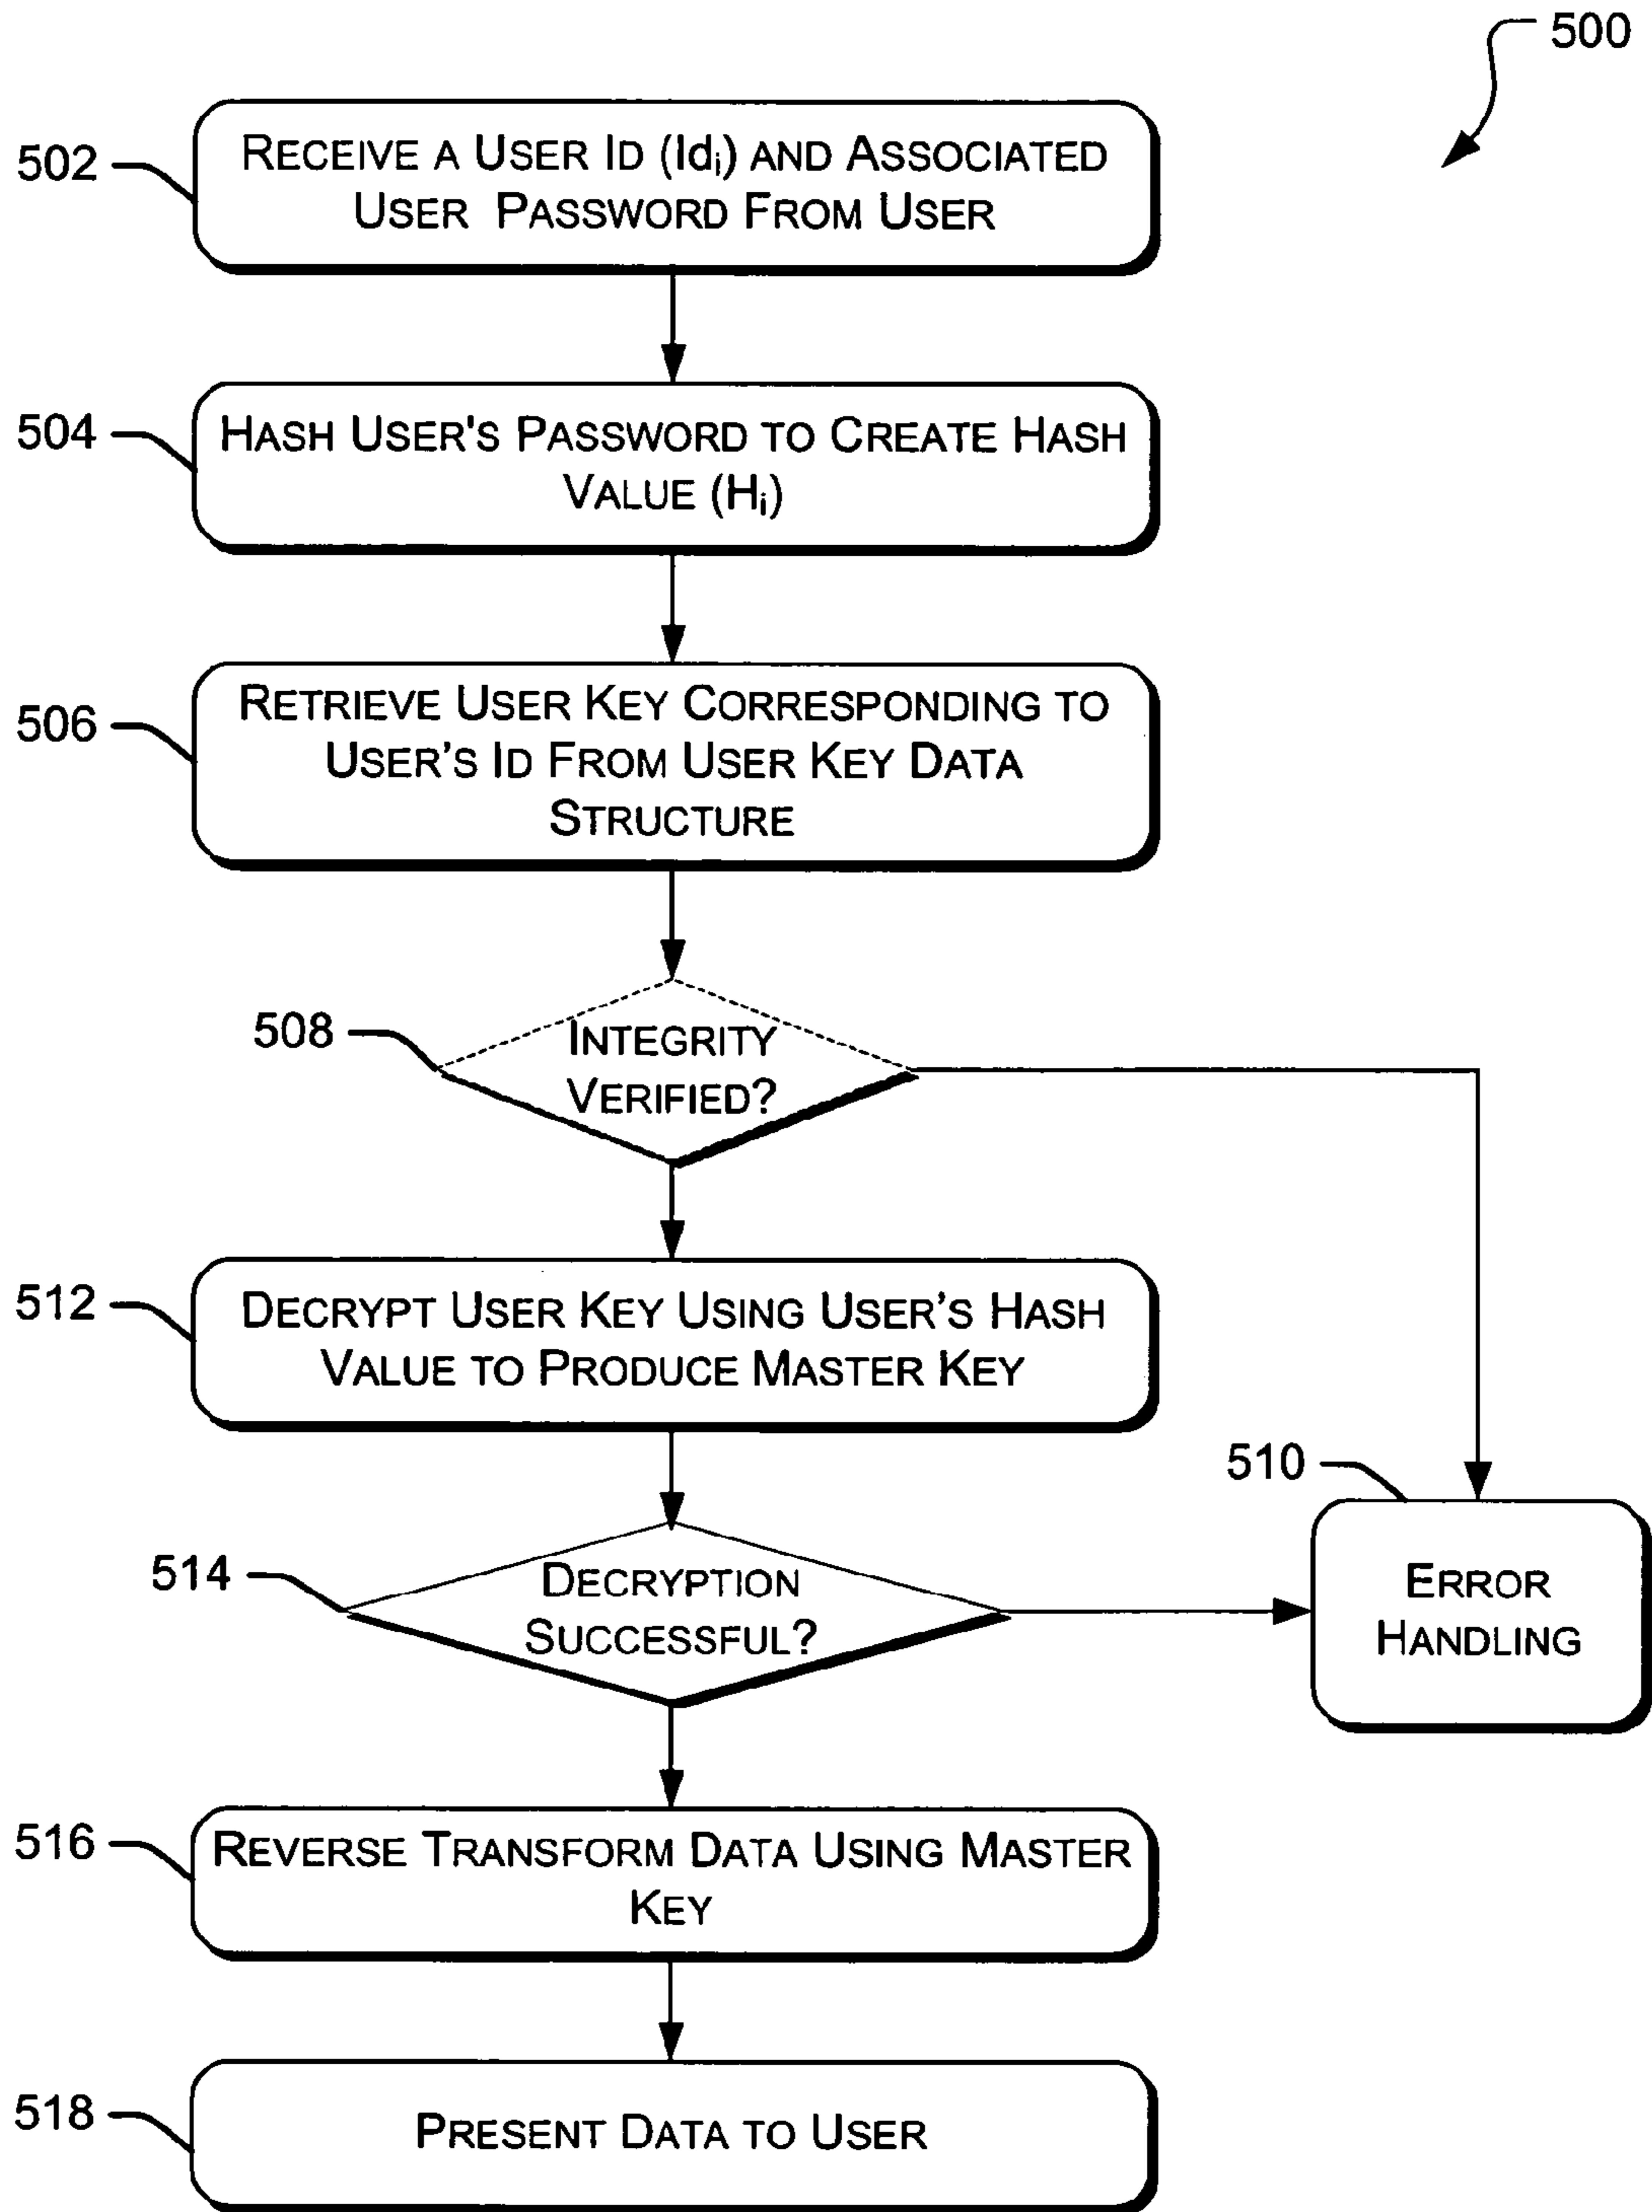 500
502
RECEIVE A USER ID (Idi) AND ASSOCIATED
USER PASSWORD FROM USER
504
HASH USER'S PASSWORD TO CREATE HASH
VALUE (Hi)
506
RETRIEVE USER KEY CORRESPONDING TO
USER'S ID FROM USER KEY DATA
STRUCTURE
508
INTEGRITY
VERIFIED?
512
DECRYPT USER KEY USING USER'S HASH
VALUE TO PRODUCE MASTER KEY
510
ERROR
HANDLING
514
DECRYPTION
SUCCESSFUL?
516
REVERSE TRANSFORM DATA USING MASTER
KEY
518
PRESENT DATA TO USER